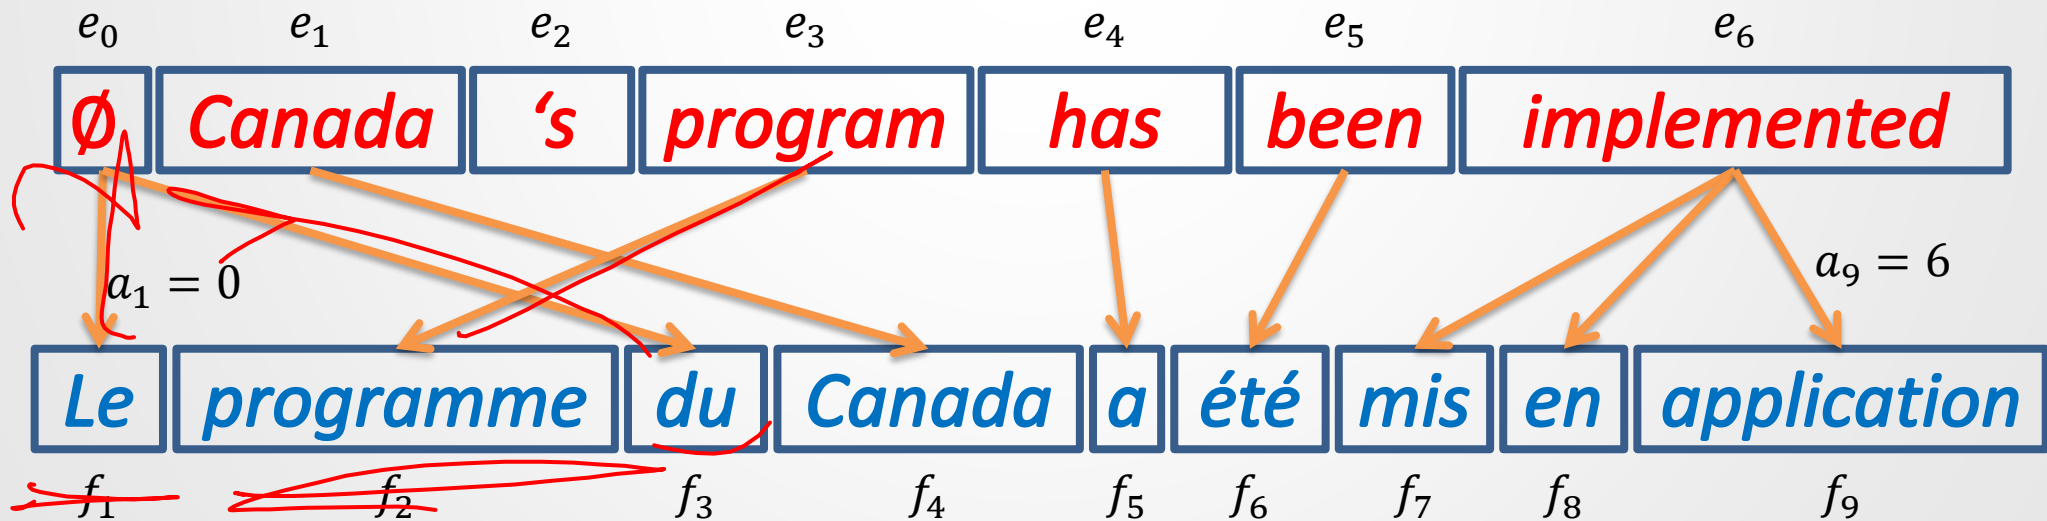 e₀ e₁ e₂ e₃ e₄ e₅ e₆
Ø Canada ‘s program has been implemented
a₁ = 0 a₉ = 6
Le programme du Canada a été mis en application
f₁ f₂ f₃ f₄ f₅ f₆ f₇ f₈ f₉